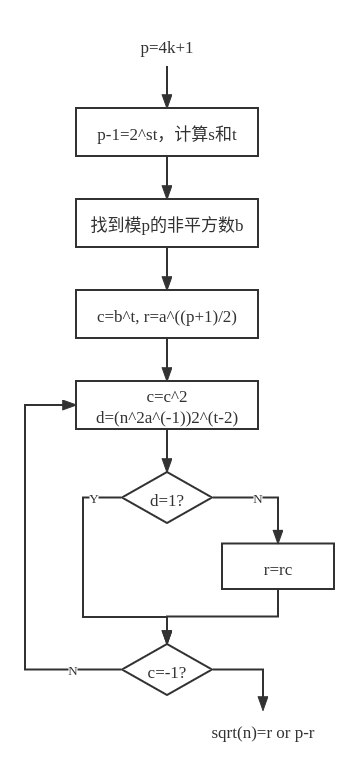 p=4k+1
p-1=2^st，计算s和t
找到模p的非平方数b
c=b^t, r=a^((p+1)/2)
c=c^2
d=(n^2a^(-1))2^(t-2)
d=1?
Y
N
r=rc
c=-1?
N
sqrt(n)=r or p-r